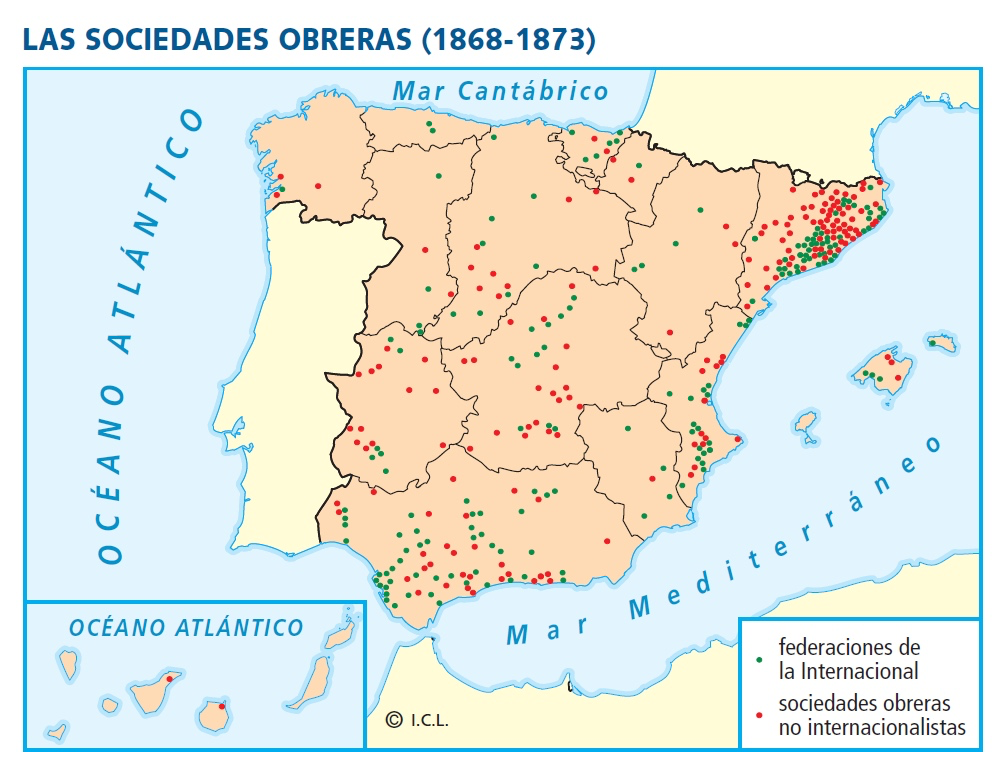 LAS SOCIEDADES OBRERAS (1868-1873)
Mar Cantábrico
OCÉANO ATLÁNTICO
Mar Mediterráneo
OCÉANO ATLÁNTICO
© I.C.L.
federaciones de
la Internacional
sociedades obreras
no internacionalistas